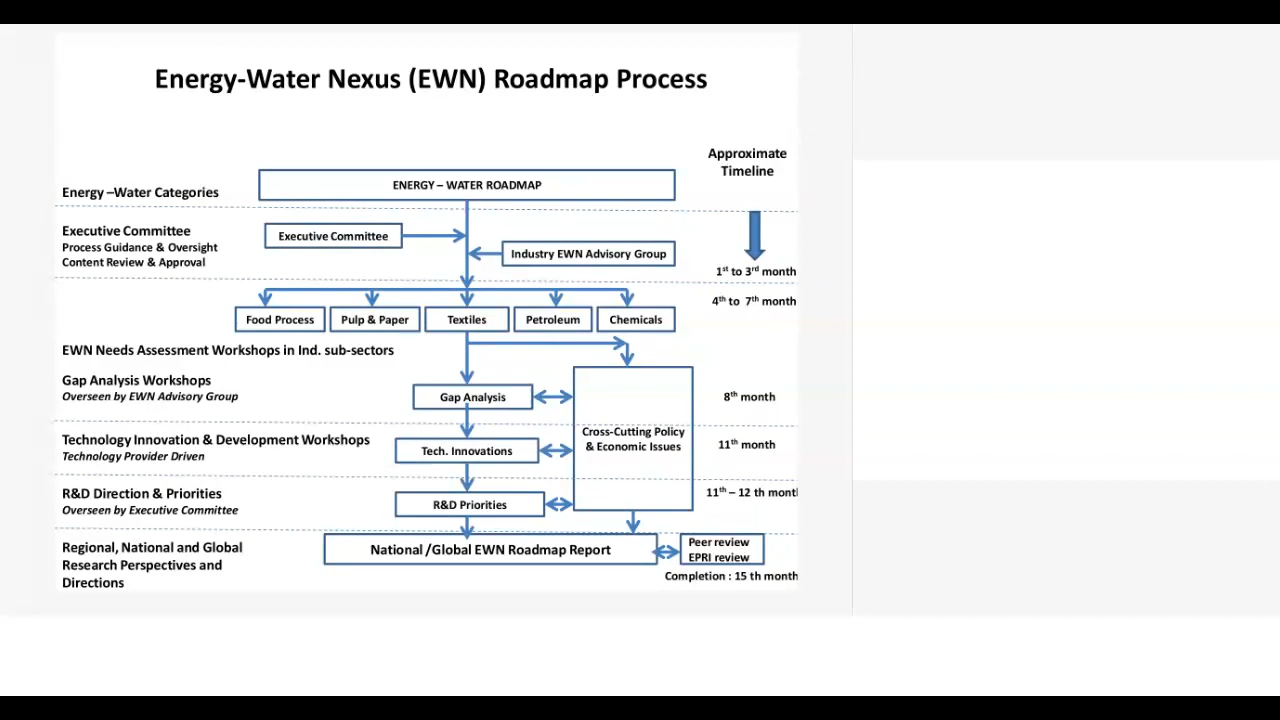 Energy-Water Nexus (EWN) Roadmap Process
Approximate
Timeline
ENERGY – WATER ROADMAP
Energy –Water Categories
Executive Committee
Process Guidance & Oversight
Content Review & Approval
Executive Committee
Industry EWN Advisory Group
1st to 3rd month
4th to 7th month
Food Process
Pulp & Paper
Textiles
Petroleum
Chemicals
EWN Needs Assessment Workshops in Ind. sub-sectors
Gap Analysis Workshops
Overseen by EWN Advisory Group
Gap Analysis
8th month
Cross-Cutting Policy
& Economic Issues
Technology Innovation & Development Workshops
Technology Provider Driven
Tech. Innovations
11th month
R&D Direction & Priorities
Overseen by Executive Committee
R&D Priorities
11th – 12 th month
Regional, National and Global
Research Perspectives and
Directions
National /Global EWN Roadmap Report
Peer review
EPRI review
Completion : 15 th month